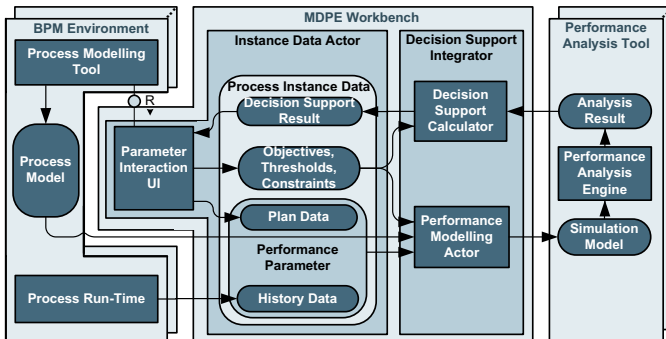 BPM Environment
Process Modelling
Tool
R
Process
Model
Process Run-Time
MDPE Workbench
Instance Data Actor
Parameter
Interaction
UI
Process Instance Data
Decision Support
Result
Objectives,
Thresholds,
Constraints
Plan Data
Performance
Parameter
History Data
Decision Support
Integrator
Decision
Support
Calculator
Performance
Modelling
Actor
Performance
Analysis Tool
Analysis
Result
Performance
Analysis
Engine
Simulation
Model